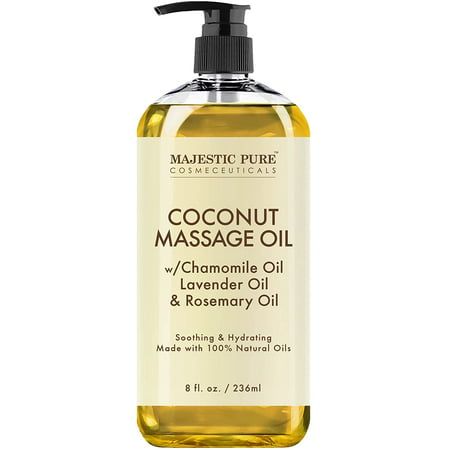 MAJESTIC PURE™
COSMECEUTICALS
COCONUT
MASSAGE OIL
w/Chamomile Oil
Lavender Oil
& Rosemary Oil
Soothing & Hydrating
Made with 100% Natural Oils
8 fl. oz. / 236ml